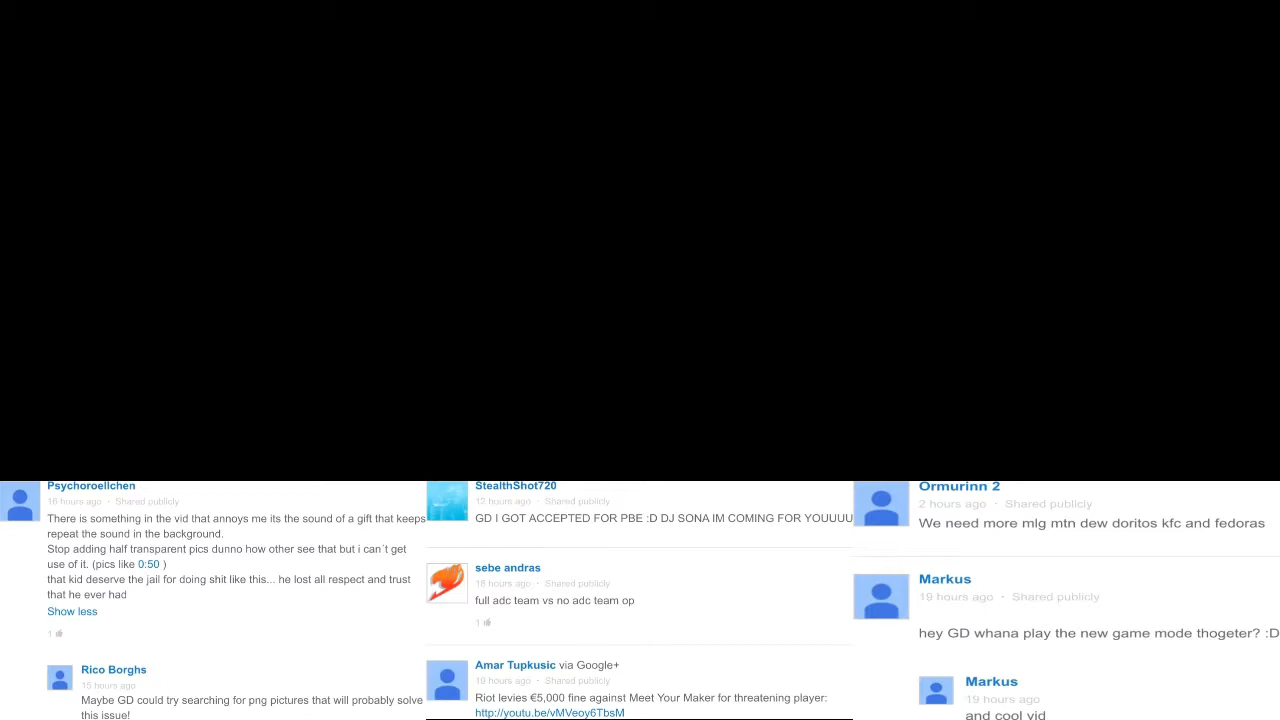 Psychoroellchen
16 hours ago · Shared publicly
There is something in the vid that annoys me its the sound of a gift that keeps
repeat the sound in the background.
Stop adding half transparent pics dunno how other see that but i can´t get
use of it. (pics like 0:50 )
that kid deserve the jail for doing shit like this... he lost all respect and trust
that he ever had
Show less
1
Rico Borghs
15 hours ago
Maybe GD could try searching for png pictures that will probably solve
this issue!
StealthShot720
12 hours ago · Shared publicly
GD I GOT ACCEPTED FOR PBE :D DJ SONA IM COMING FOR YOUUUU
sebe andras
18 hours ago · Shared publicly
full adc team vs no adc team op
1
Amar Tupkusic via Google+
19 hours ago · Shared publicly
Riot levies €5,000 fine against Meet Your Maker for threatening player:
http://youtu.be/vMVeoy6TbsM
Ormurinn 2
2 hours ago · Shared publicly
We need more mlg mtn dew doritos kfc and fedoras
Markus
19 hours ago · Shared publicly
hey GD whana play the new game mode thogeter? :D
Markus
19 hours ago
and cool vid